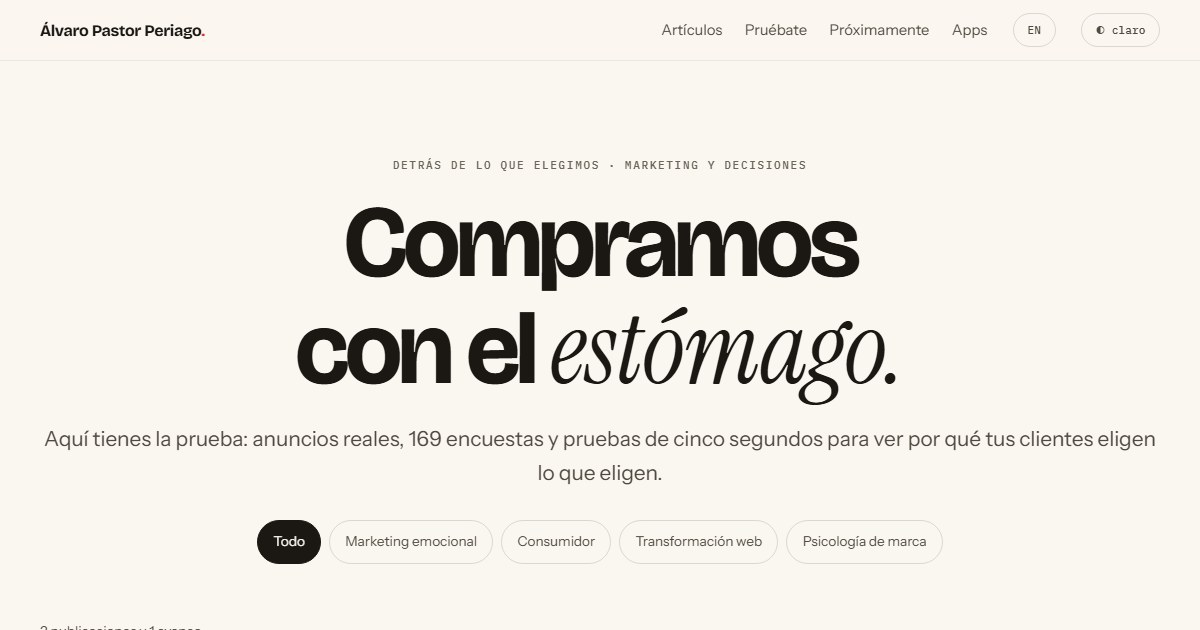 Álvaro Pastor Periago.
Artículos Pruébate Próximamente Apps EN ◐ claro
DETRÁS DE LO QUE ELEGIMOS · MARKETING Y DECISIONES
Compramos
con el estómago.
Aquí tienes la prueba: anuncios reales, 169 encuestas y pruebas de cinco segundos para ver por qué tus clientes eligen
lo que eligen.
Todo Marketing emocional Consumidor Transformación web Psicología de marca